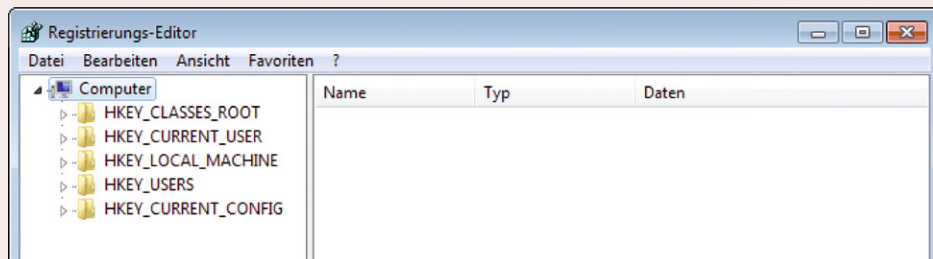 Registrierungs-Editor
Datei Bearbeiten Ansicht Favoriten ?
Computer
Name Typ Daten
HKEY_CLASSES_ROOT
HKEY_CURRENT_USER
HKEY_LOCAL_MACHINE
HKEY_USERS
HKEY_CURRENT_CONFIG